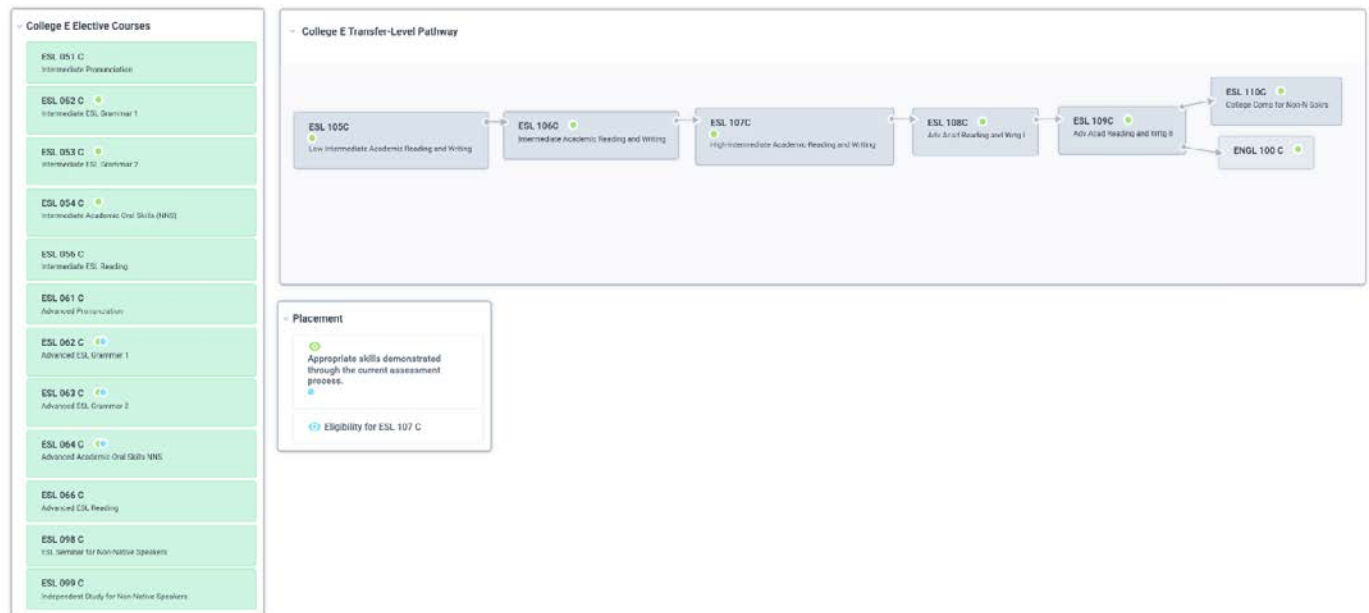 College E Elective Courses
ESL 051 C
Intermediate Pronunciation
ESL 052 C
Intermediate ESL Grammar 1
ESL 053 C
Intermediate ESL Grammar 2
ESL 054 C
Intermediate Academic Oral Skills (NNS)
ESL 056 C
Intermediate ESL Reading
ESL 061 C
Advanced Pronunciation
ESL 062 C
Advanced ESL Grammar 1
ESL 063 C
Advanced ESL Grammar 2
ESL 064 C
Advanced Academic Oral Skills NNS
ESL 066 C
Advanced ESL Reading
ESL 098 C
ESL Seminar for Non-Native Speakers
ESL 099 C
Independent Study for Non-Native Speakers
College E Transfer-Level Pathway
ESL 105C
Low Intermediate Academic Reading and Writing
ESL 106C
Intermediate Academic Reading and Writing
ESL 107C
High-Intermediate Academic Reading and Writing
ESL 108C
Adv Acad Reading and Wrtg I
ESL 109C
Adv Acad Reading and Wrtg II
ESL 110C
College Comp for Non-N Spkrs
ENGL 100 C
Placement
Appropriate skills demonstrated
through the current assessment
process.
Eligibility for ESL 107 C